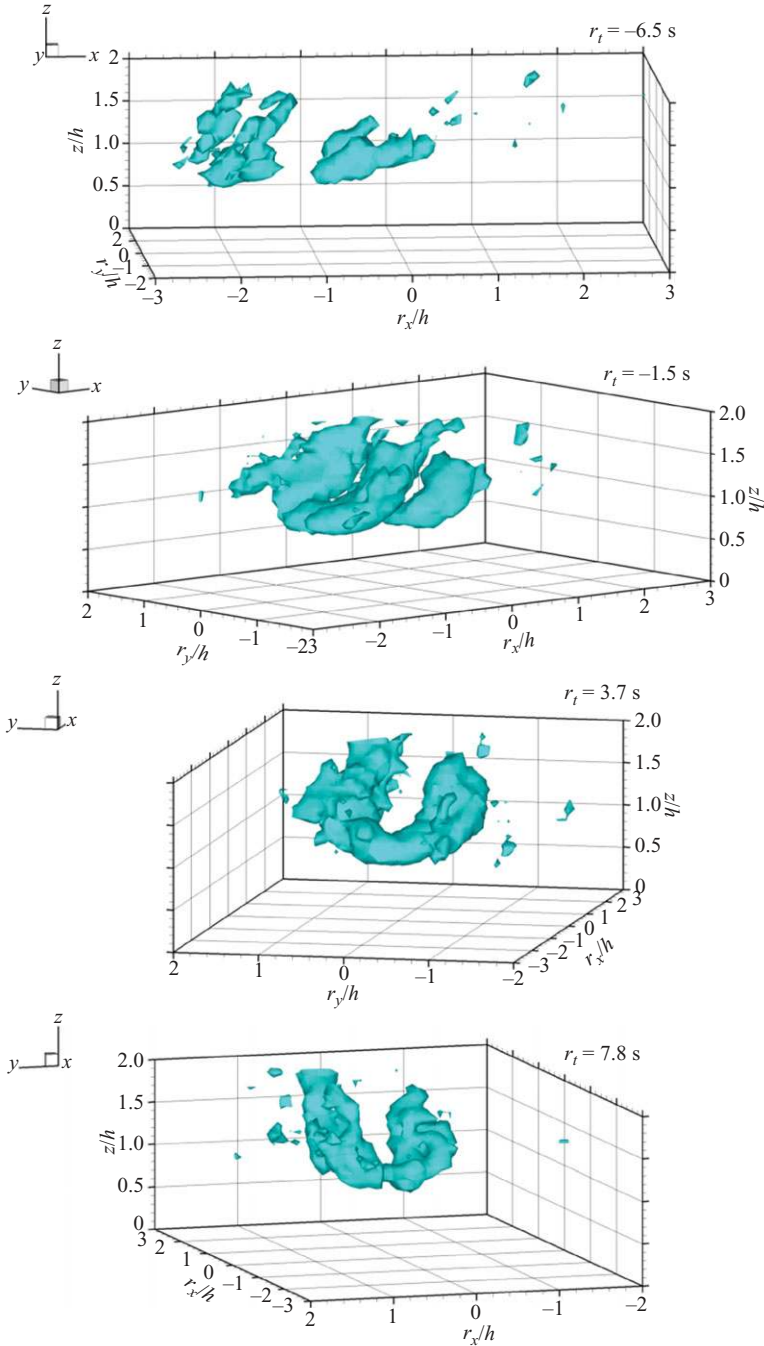 z
r_t = –6.5 s
y x
2
1.5
z/h
1.0
0.5
0
2
0
–1
–2
r_y/h
–3 –2 –1 0 1 2 3
r_x/h
z
r_t = –1.5 s
y x
2.0
1.5
z/h
1.0
0.5
0
2 1 0 –1 –23 –2 –1 0 1 2 3
r_y/h r_x/h
z
r_t = 3.7 s
y x
2.0
1.5
z/h
1.0
0.5
0
3
2
1
0
–1
–2
–3
r_x/h
2 1 0 –1 –2
r_y/h
z
r_t = 7.8 s
y x
2.0
1.5
z/h
1.0
0.5
0
3
2
1
0
–1
–2
–3
r_x/h
2 1 0 –1 –2
r_x/h